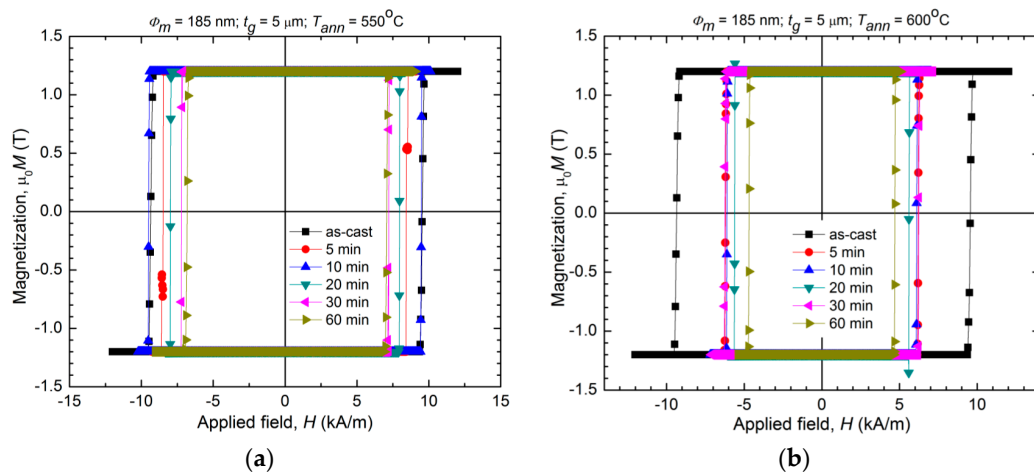 Φm = 185 nm; tg = 5 μm; Tann = 550°C
1.5
1.0
0.5
0.0
-0.5
-1.0
-1.5
Magnetization, μ0M (T)
as-cast
5 min
10 min
20 min
30 min
60 min
-15 -10 -5 0 5 10 15
Applied field, H (kA/m)
(a)
Φm = 185 nm; tg = 5 μm; Tann = 600°C
1.5
1.0
0.5
0.0
-0.5
-1.0
-1.5
Magnetization, μ0M (T)
as-cast
5 min
10 min
20 min
30 min
60 min
-10 -5 0 5 10
Applied field, H (kA/m)
(b)